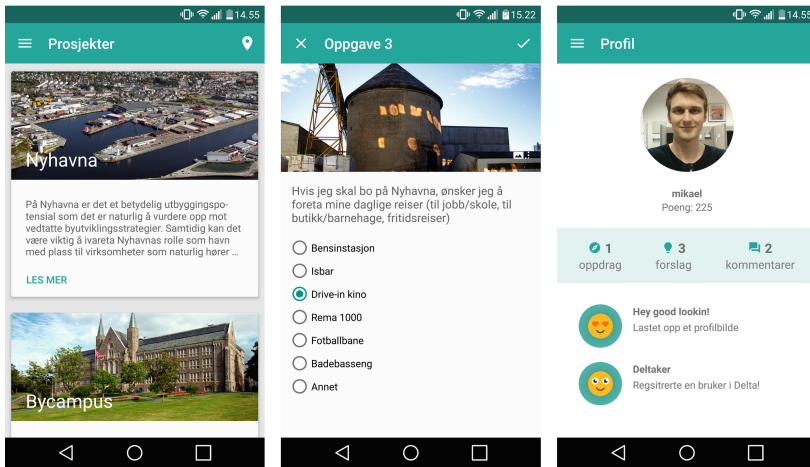 14.55
Prosjekter
Nyhavna
På Nyhavna er det et betydelig utbyggingspo-
tensial som det er naturlig å vurdere opp mot
vedtatte byutviklingsstrategier. Samtidig kan det
være viktig å ivareta Nyhavnas rolle som havn
med plass til virksomheter som naturlig hører ...
LES MER
Bycampus
15.22
Oppgave 3
Hvis jeg skal bo på Nyhavna, ønsker jeg å
foreta mine daglige reiser (til jobb/skole, til
butikk/barnehage, fritidsreiser)
Bensinstasjon
Isbar
Drive-in kino
Rema 1000
Fotballbane
Badebasseng
Annet
14.55
Profil
mikael
Poeng: 225
1
oppdrag
3
forslag
2
kommentarer
Hey good lookin!
Lastet opp et profilbilde
Deltaker
Regsitrerte en bruker i Delta!